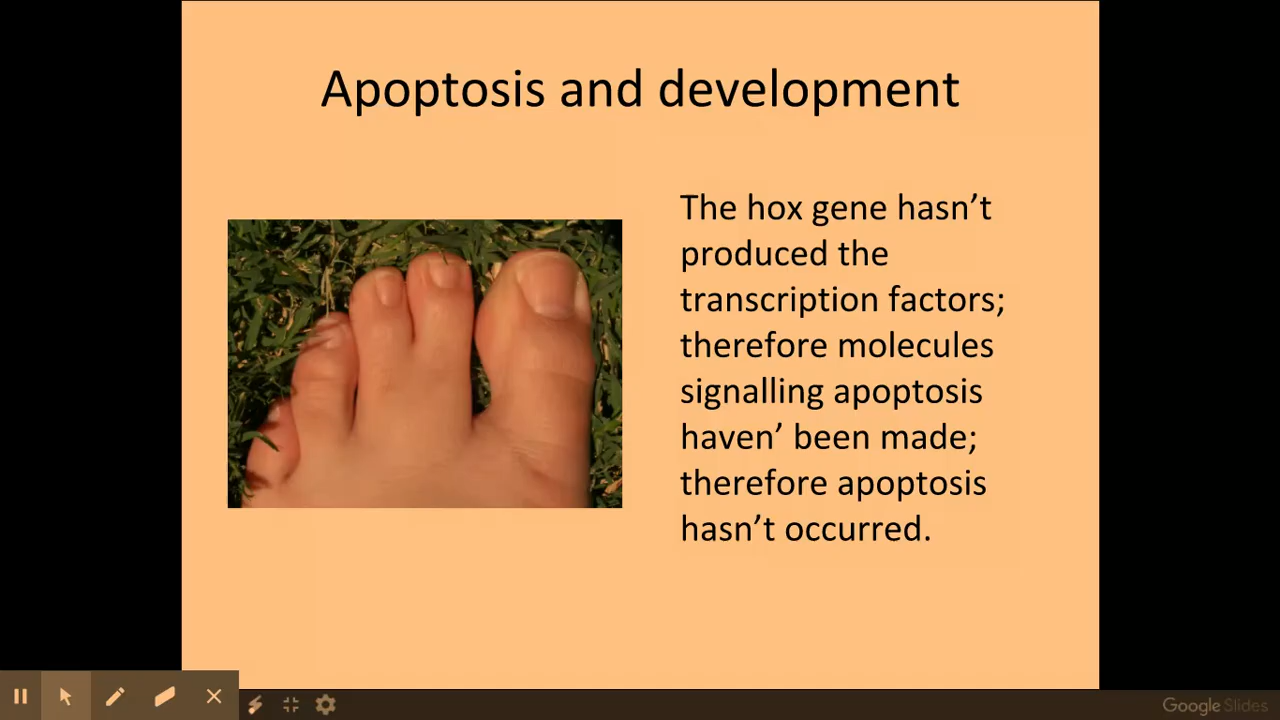 Apoptosis and development
The hox gene hasn’t
produced the
transcription factors;
therefore molecules
signalling apoptosis
haven’ been made;
therefore apoptosis
hasn’t occurred.
Google Slides